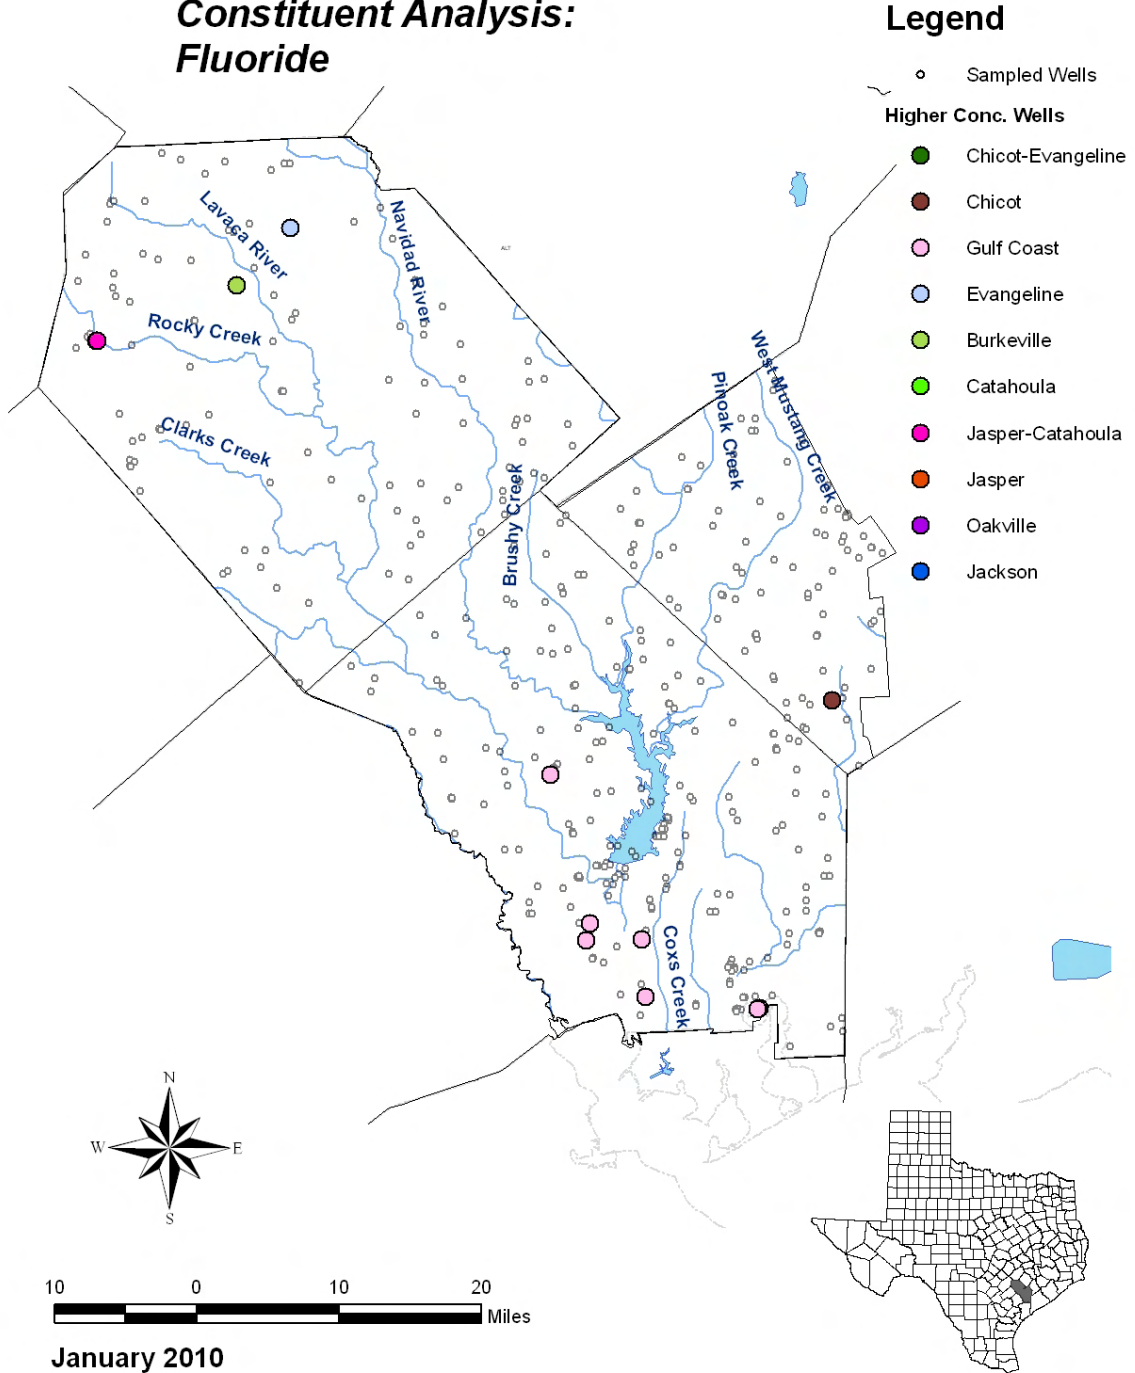 Constituent Analysis:
Fluoride
Legend
Sampled Wells
Higher Conc. Wells
Chicot-Evangeline
Chicot
Gulf Coast
Evangeline
Burkeville
Catahoula
Jasper-Catahoula
Jasper
Oakville
Jackson
Lavaca River
Navidad River
ALT
Rocky Creek
Clarks Creek
Brushy Creek
Pinoak Creek
West Mustang Creek
Coxs Creek
N
W E
S
10 0 10 20
Miles
January 2010